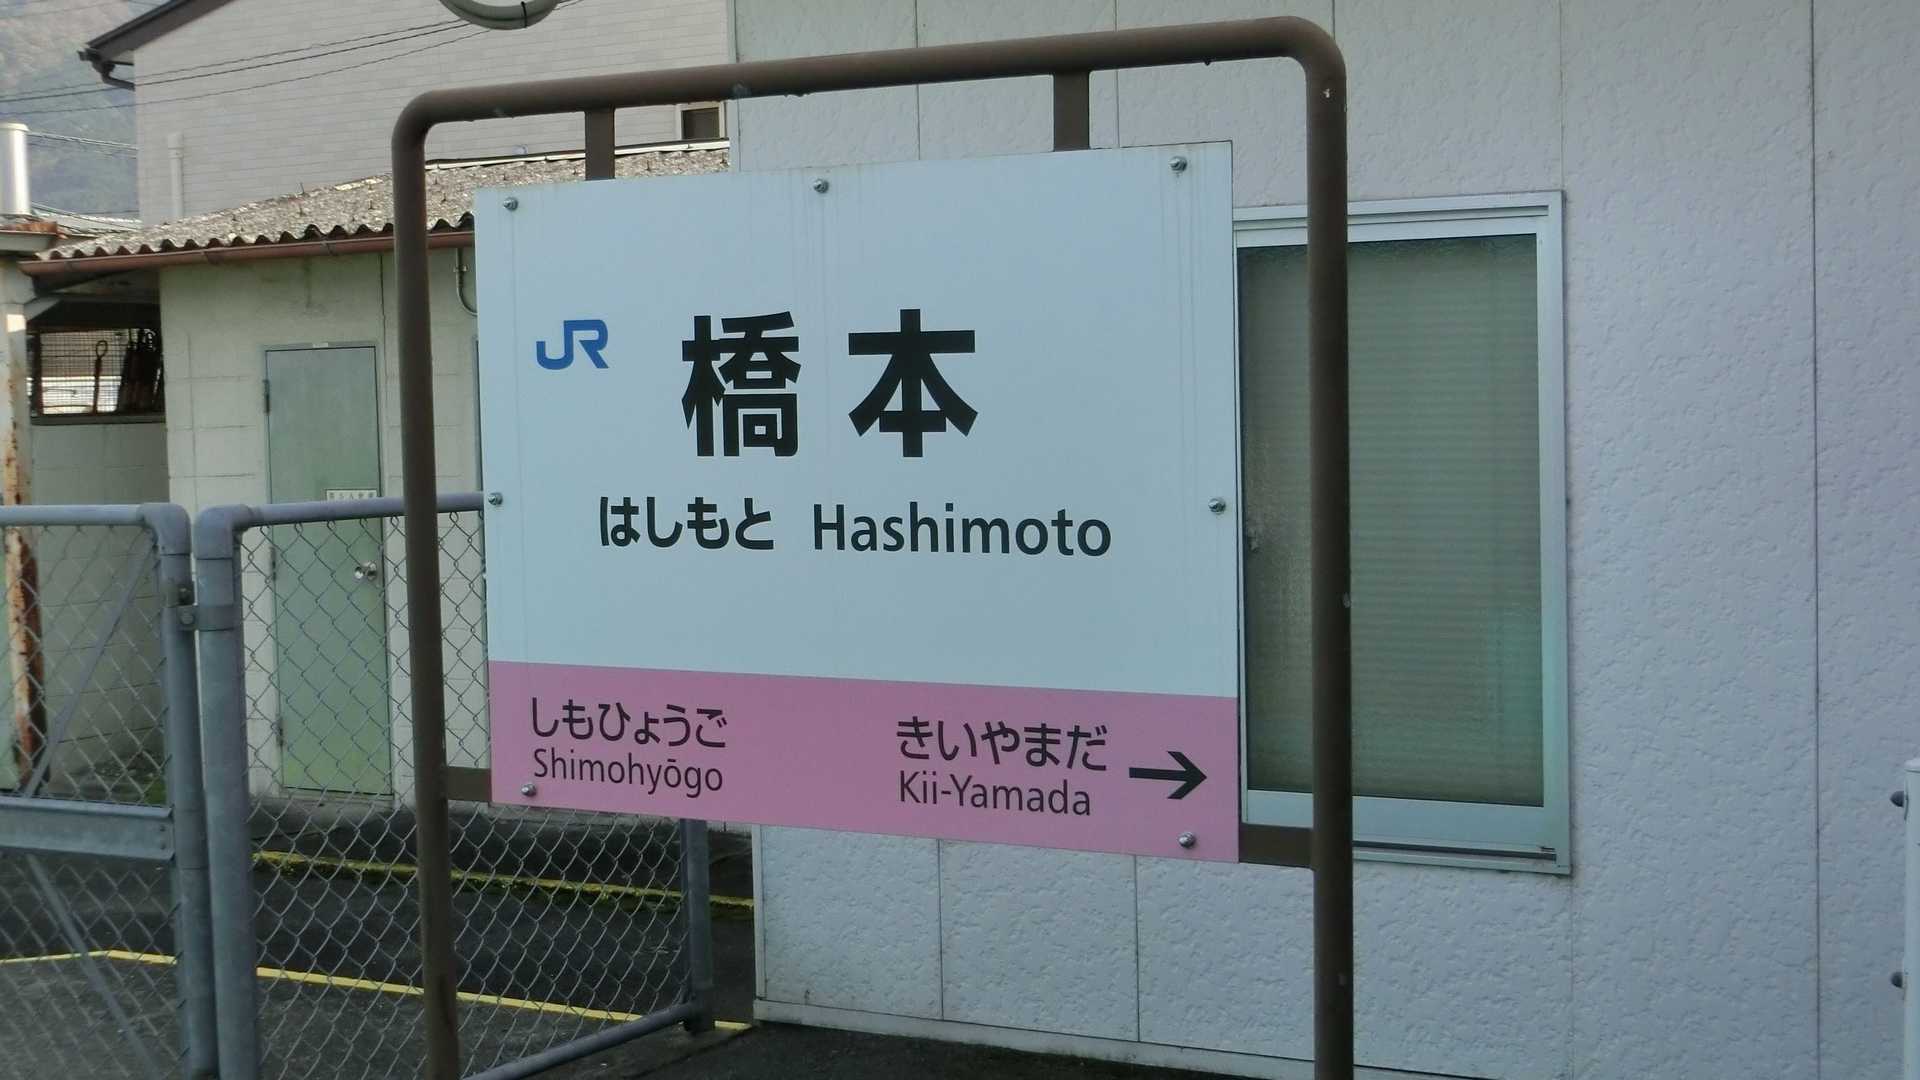 JR 橋本
はしもと Hashimoto
しもひょうご きいやまだ →
Shimohyōgo Kii-Yamada